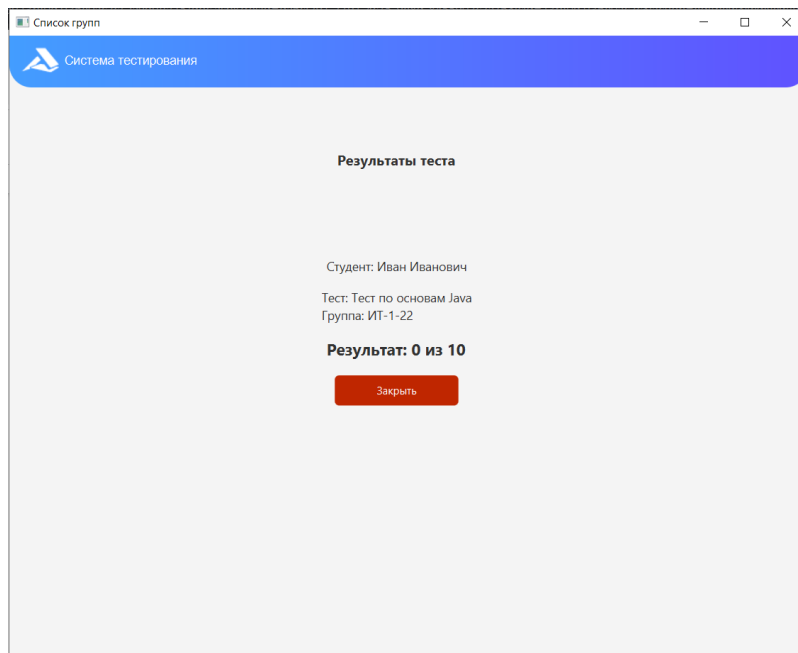 Список групп
Система тестирования
Результаты теста
Студент: Иван Иванович
Тест: Тест по основам Java
Группа: ИТ-1-22
Результат: 0 из 10
Закрыть